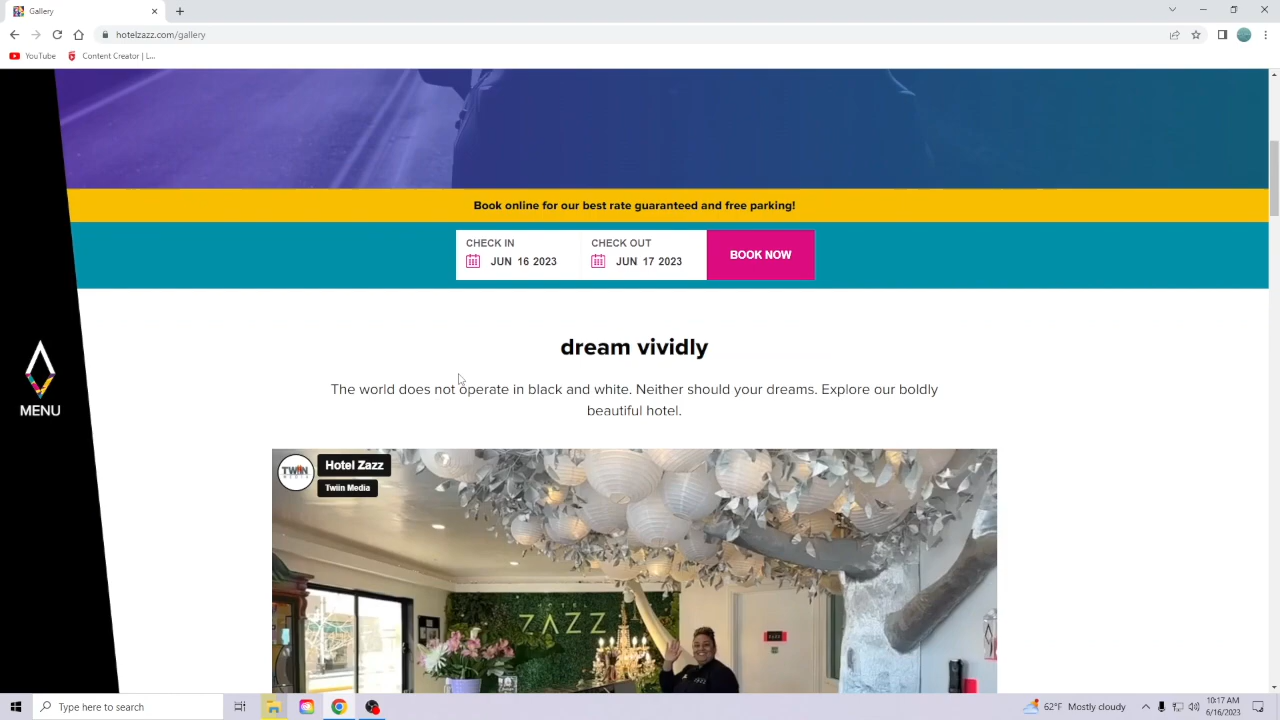 Gallery
hotelzazz.com/gallery
YouTube
Content Creator | L...
Book online for our best rate guaranteed and free parking!
CHECK IN
CHECK OUT
JUN 16 2023
JUN 17 2023
BOOK NOW
dream vividly
The world does not operate in black and white. Neither should your dreams. Explore our boldly
beautiful hotel.
MENU
TWIIN
MEDIA
Hotel Zazz
Twiin Media
HOTEL
ZAZZ
Type here to search
62°F Mostly cloudy
10:17 AM
6/16/2023